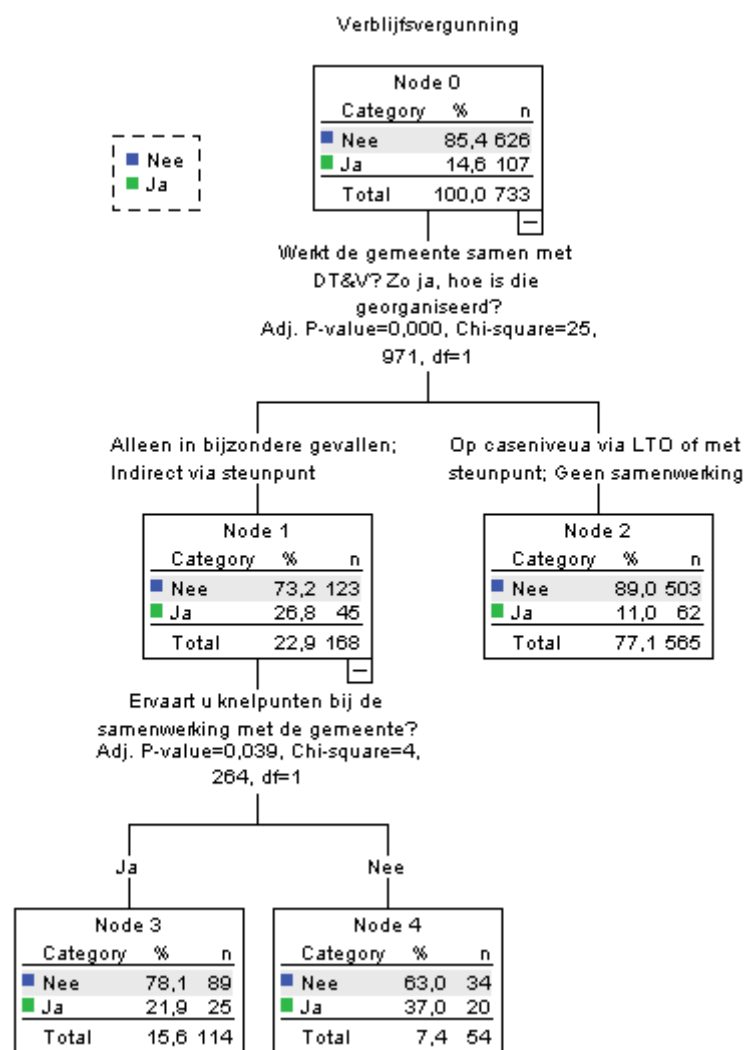 Verblijfsvergunning
Node 0
Category % n
Nee 85,4 626
Ja 14,6 107
Total 100,0 733
Nee
Ja
Werkt de gemeente samen met
DT&V? Zo ja, hoe is die
georganiseerd?
Adj. P-value=0,000, Chi-square=25,
971, df=1
Alleen in bijzondere gevallen;
Indirect via steunpunt
Op caseniveua via LTO of met
steunpunt; Geen samenwerking
Node 1
Category % n
Nee 73,2 123
Ja 26,8 45
Total 22,9 168
Node 2
Category % n
Nee 89,0 503
Ja 11,0 62
Total 77,1 565
Ervaart u knelpunten bij de
samenwerking met de gemeente?
Adj. P-value=0,039, Chi-square=4,
264, df=1
Ja
Nee
Node 3
Category % n
Nee 78,1 89
Ja 21,9 25
Total 15,6 114
Node 4
Category % n
Nee 63,0 34
Ja 37,0 20
Total 7,4 54